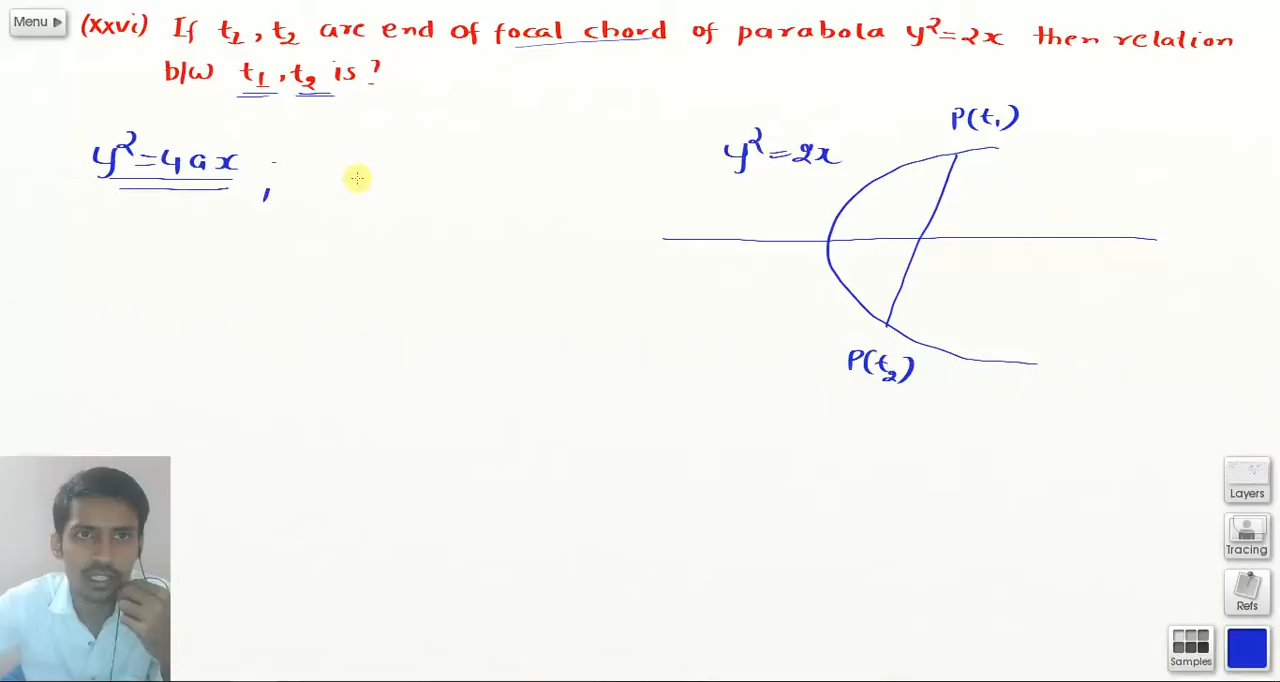 Menu
(xxvi) If t₁, t₂ are end of focal chord of parabola y²=2x then relation
b/w t₁, t₂ is ?
y²=4ax ;
y²=2x
P(t₁)
P(t₂)
Layers
Tracing
Refs
Samples